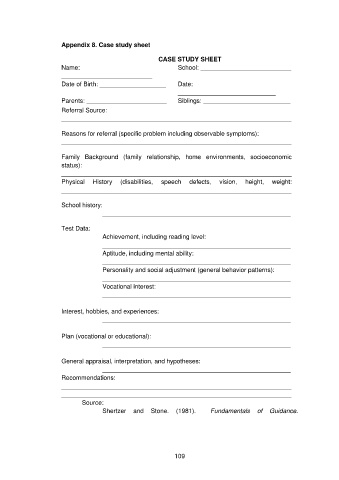 Appendix 8. Case study sheet
CASE STUDY SHEET
Name: School:
Date of Birth: Date:
Parents: Siblings:
Referral Source:
Reasons for referral (specific problem including observable symptoms):
Family Background (family relationship, home environments, socioeconomic
status):
Physical History (disabilities, speech defects, vision, height, weight:
School history:
Test Data:
Achievement, including reading level:
Aptitude, including mental ability:
Personality and social adjustment (general behavior patterns):
Vocational Interest:
Interest, hobbies, and experiences:
Plan (vocational or educational):
General appraisal, interpretation, and hypotheses:
Recommendations:
Source:
Shertzer and Stone. (1981). Fundamentals of Guidance.
109